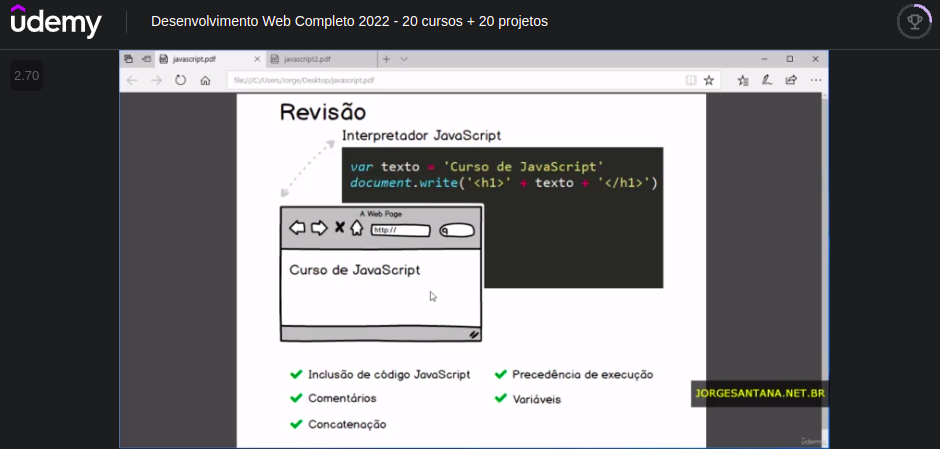 udemy
Desenvolvimento Web Completo 2022 - 20 cursos + 20 projetos
2.70
javascript.pdf
javascript2.pdf
file:///C:/Users/Jorge/Desktop/javascript.pdf
Revisão
Interpretador JavaScript
var texto = 'Curso de JavaScript'
document.write('<h1>' + texto + '</h1>')
A Web Page
http://
Curso de JavaScript
Inclusão de código JavaScript
Precedência de execução
Comentários
Variáveis
Concatenação
JORGESANTANA.NET.BR
udemy